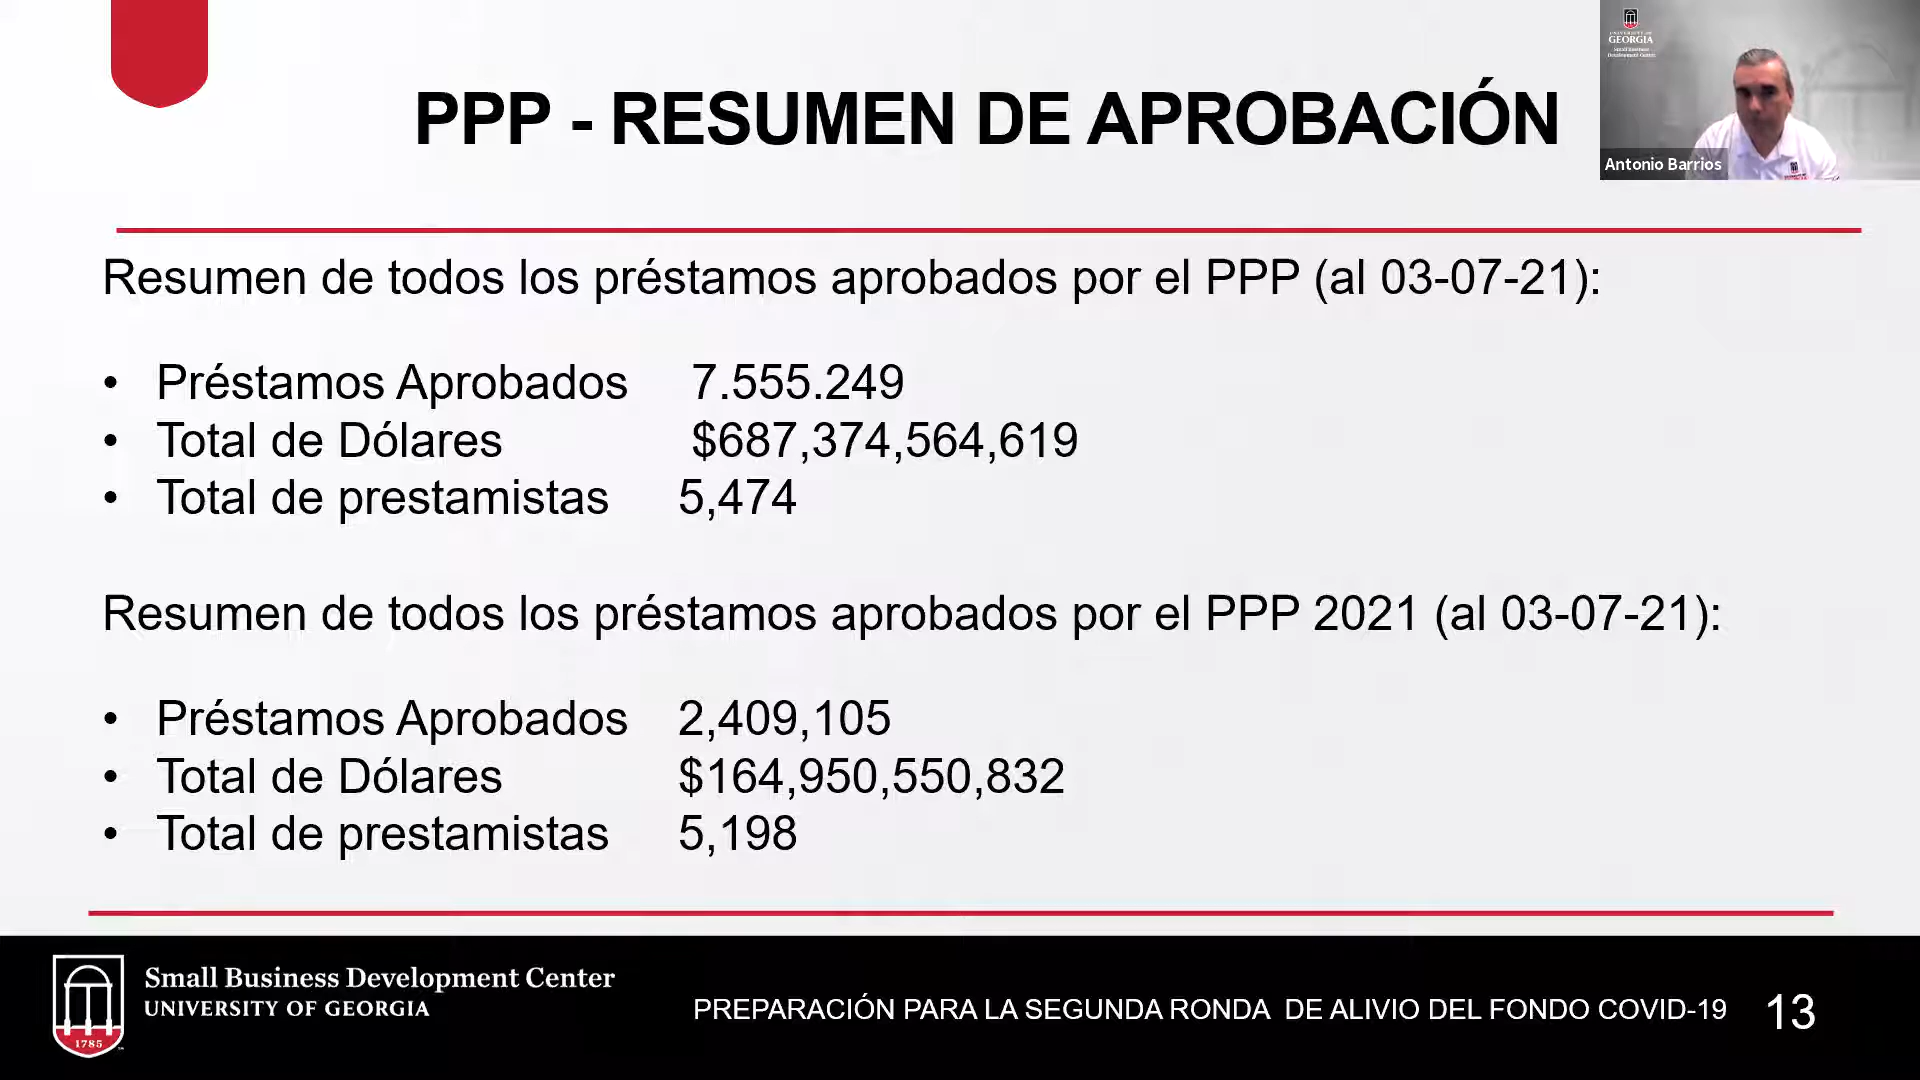 PPP - RESUMEN DE APROBACIÓN
GEORGIA
Antonio Barrios
Resumen de todos los préstamos aprobados por el PPP (al 03-07-21):
• Préstamos Aprobados 7.555.249
• Total de Dólares $687,374,564,619
• Total de prestamistas 5,474
Resumen de todos los préstamos aprobados por el PPP 2021 (al 03-07-21):
• Préstamos Aprobados 2,409,105
• Total de Dólares $164,950,550,832
• Total de prestamistas 5,198
1785
Small Business Development Center
UNIVERSITY OF GEORGIA
PREPARACIÓN PARA LA SEGUNDA RONDA DE ALIVIO DEL FONDO COVID-19 13